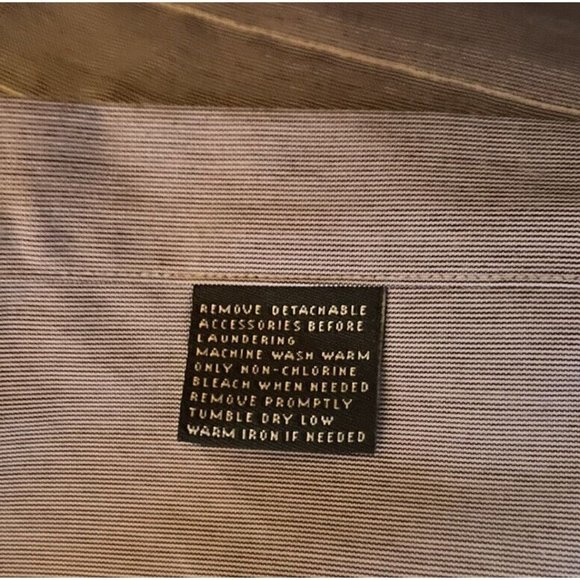 REMOVE DETACHABLE
ACCESSORIES BEFORE
LAUNDERING
MACHINE WASH WARM
ONLY NON-CHLORINE
BLEACH WHEN NEEDED
REMOVE PROMPTLY
TUMBLE DRY LOW
WARM IRON IF NEEDED